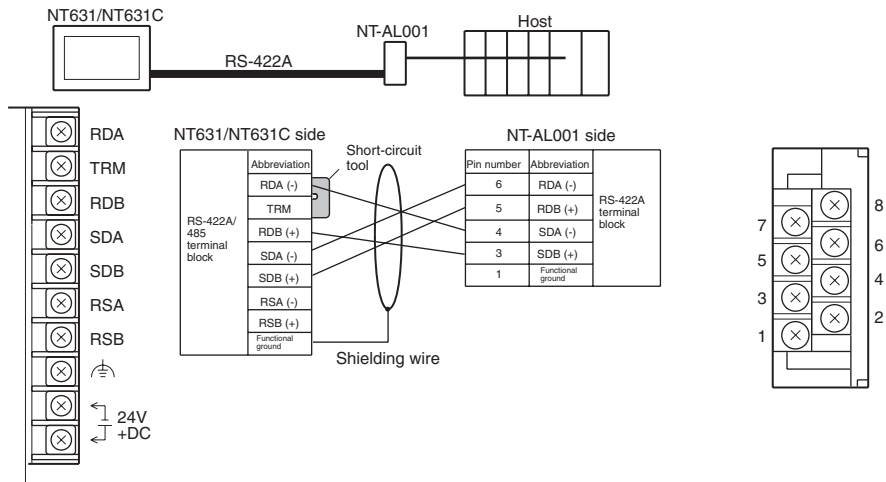 NT631/NT631C
NT-AL001
Host
RS-422A
RDA
TRM
RDB
SDA
SDB
RSA
RSB
24V
+DC
NT631/NT631C side
Short-circuit
tool
RS-422A/
485
terminal
block
Abbreviation
RDA (-)
TRM
RDB (+)
SDA (-)
SDB (+)
RSA (-)
RSB (+)
Functional
ground
Shielding wire
NT-AL001 side
Pin number Abbreviation
6 RDA (-)
5 RDB (+)
4 SDA (-)
3 SDB (+)
1 Functional
ground
RS-422A
terminal
block
8
7
6
5
4
3
2
1